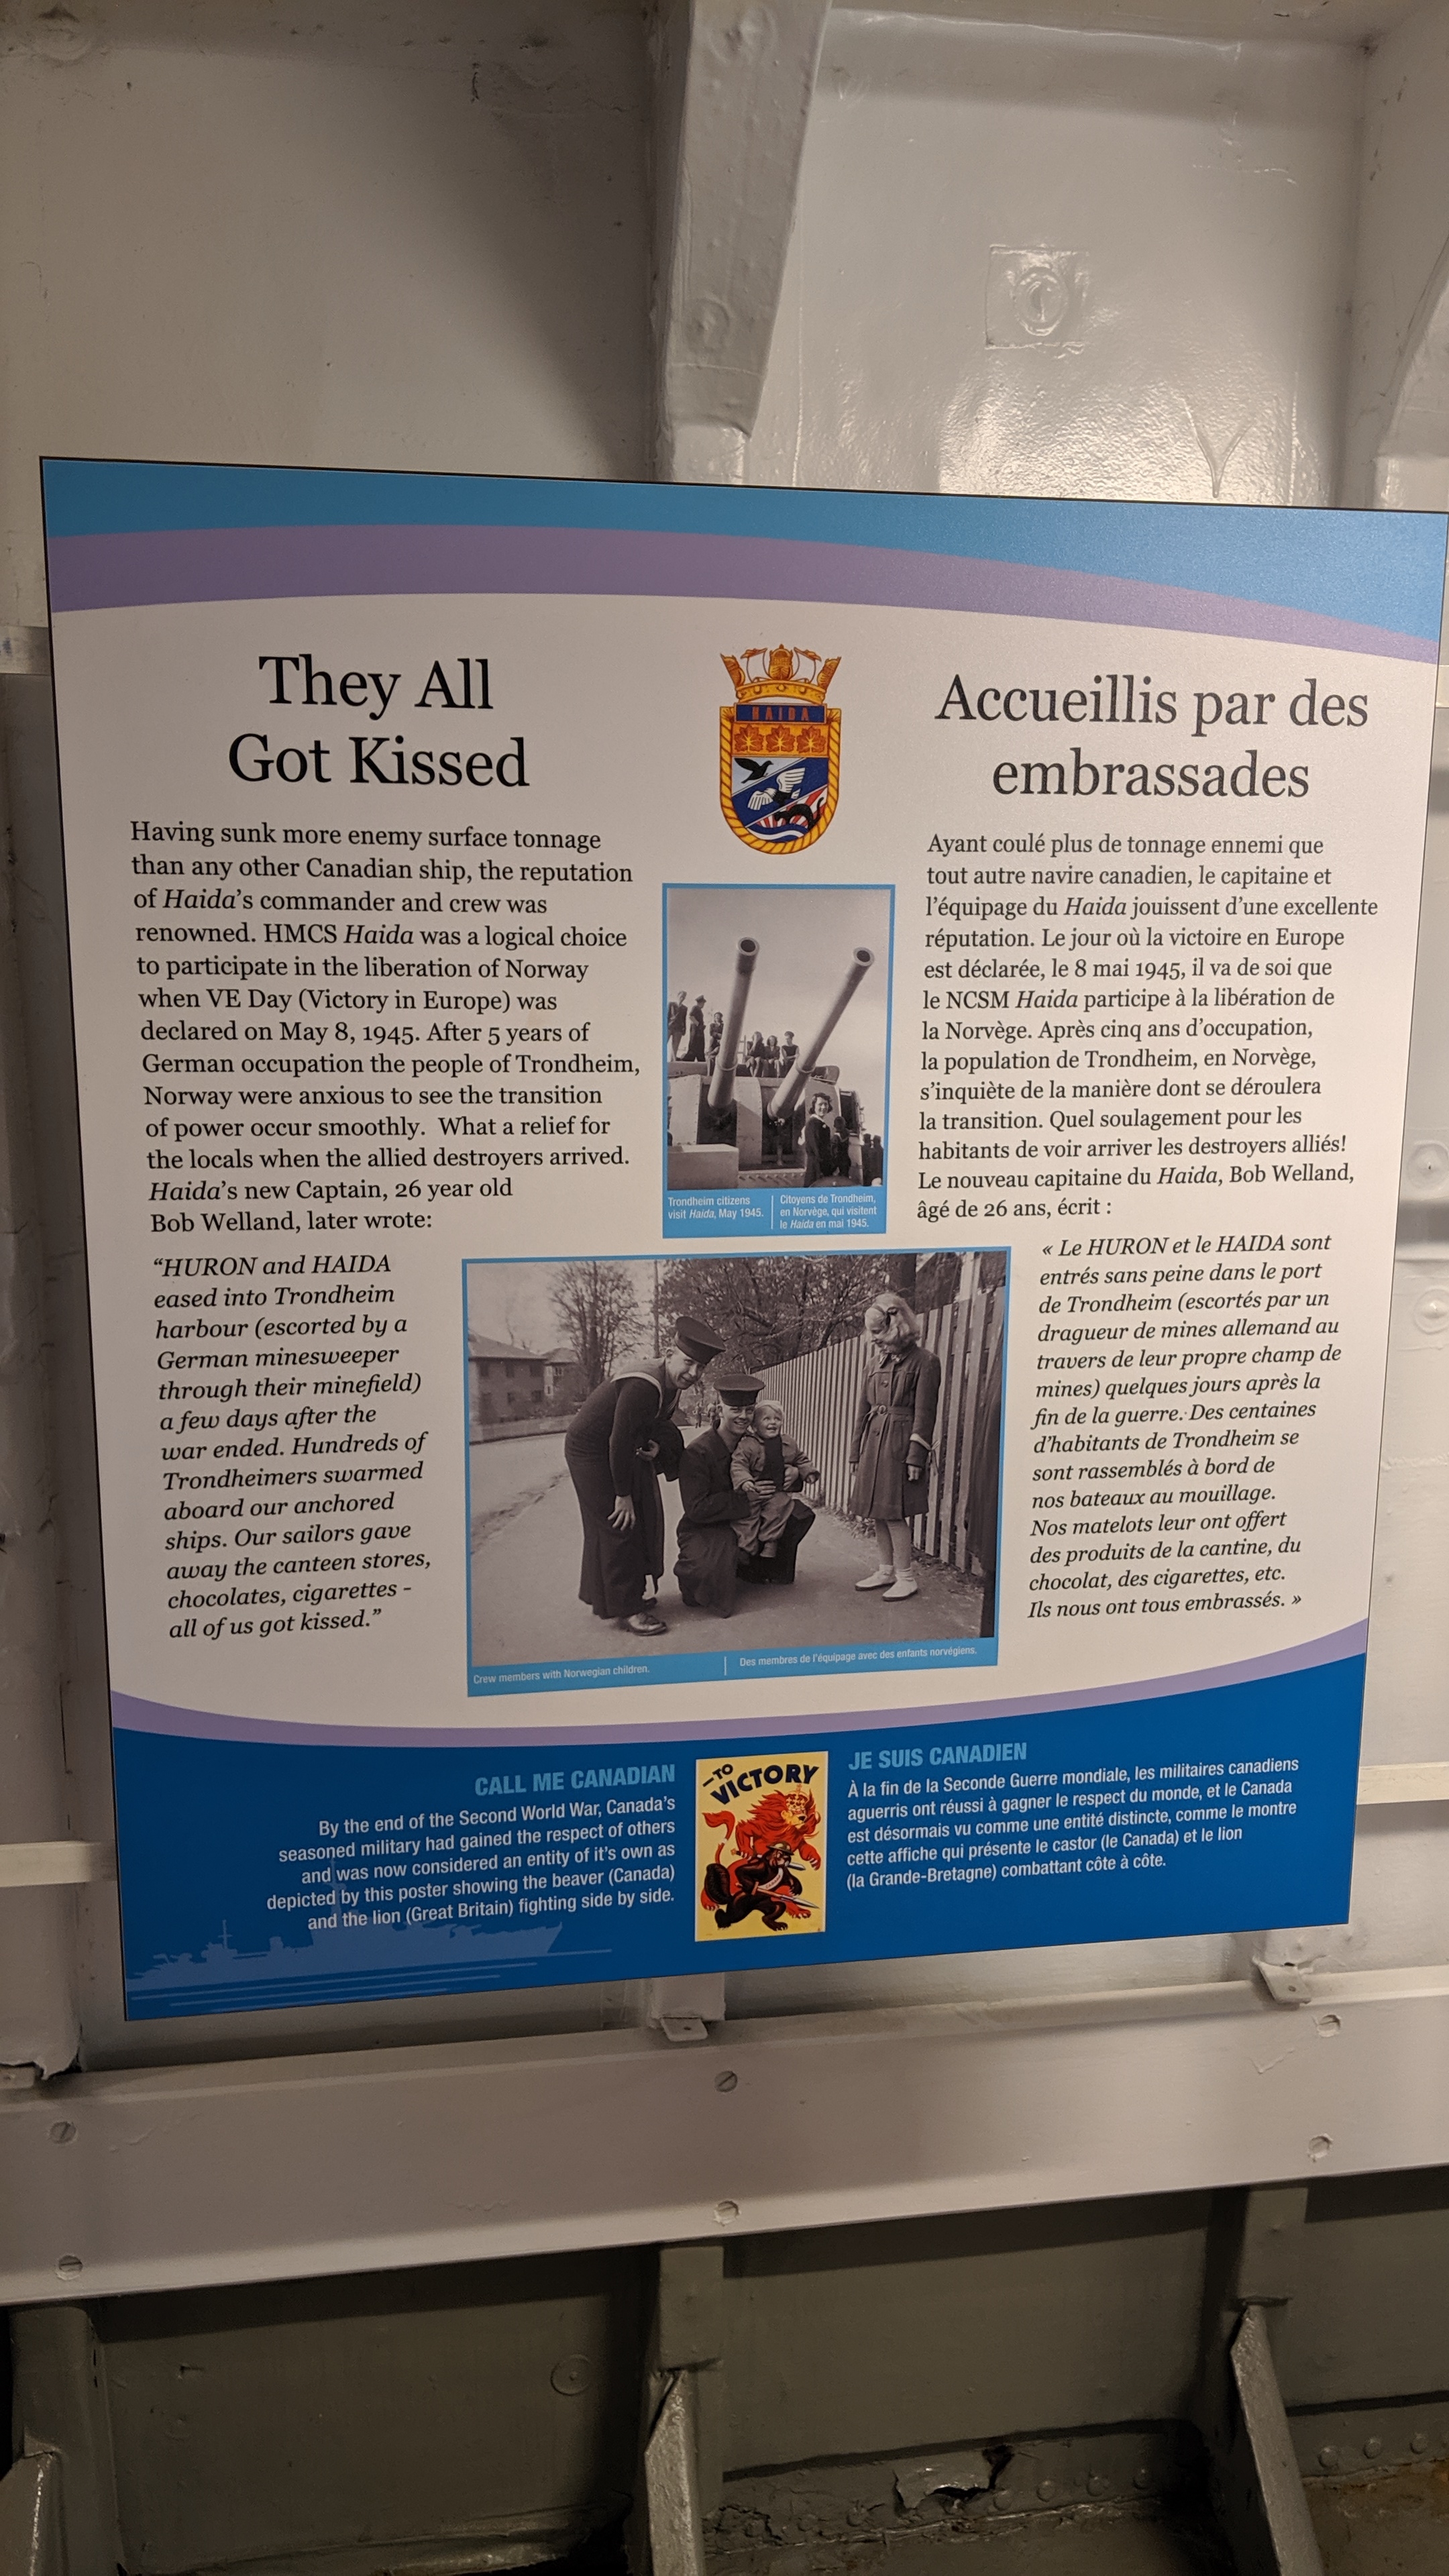 They All
Got Kissed
Having sunk more enemy surface tonnage
than any other Canadian ship, the reputation
of Haida's commander and crew was
renowned. HMCS Haida was a logical choice
to participate in the liberation of Norway
when VE Day (Victory in Europe) was
declared on May 8, 1945. After 5 years of
German occupation the people of Trondheim,
Norway were anxious to see the transition
of power occur smoothly. What a relief for
the locals when the allied destroyers arrived.
Haida's new Captain, 26 year old
Bob Welland, later wrote:
“HURON and HAIDA
eased into Trondheim
harbour (escorted by a
German minesweeper
through their minefield)
a few days after the
war ended. Hundreds of
Trondheimers swarmed
aboard our anchored
ships. Our sailors gave
away the canteen stores,
chocolates, cigarettes -
all of us got kissed.”
HAIDA
Trondheim citizens
visit Haida, May 1945.
Citoyens de Trondheim,
en Norvège, qui visitent
le Haida en mai 1945.
Crew members with Norwegian children.
Des membres de l'équipage avec des enfants norvégiens.
Accueillis par des
embrassades
Ayant coulé plus de tonnage ennemi que
tout autre navire canadien, le capitaine et
l'équipage du Haida jouissent d'une excellente
réputation. Le jour où la victoire en Europe
est déclarée, le 8 mai 1945, il va de soi que
le NCSM Haida participe à la libération de
la Norvège. Après cinq ans d'occupation,
la population de Trondheim, en Norvège,
s'inquiète de la manière dont se déroulera
la transition. Quel soulagement pour les
habitants de voir arriver les destroyers alliés!
Le nouveau capitaine du Haida, Bob Welland,
âgé de 26 ans, écrit :
« Le HURON et le HAIDA sont
entrés sans peine dans le port
de Trondheim (escortés par un
dragueur de mines allemand au
travers de leur propre champ de
mines) quelques jours après la
fin de la guerre. Des centaines
d'habitants de Trondheim se
sont rassemblés à bord de
nos bateaux au mouillage.
Nos matelots leur ont offert
des produits de la cantine, du
chocolat, des cigarettes, etc.
Ils nous ont tous embrassés. »
CALL ME CANADIAN
By the end of the Second World War, Canada's
seasoned military had gained the respect of others
and was now considered an entity of it's own as
depicted by this poster showing the beaver (Canada)
and the lion (Great Britain) fighting side by side.
—TO
VICTORY
JE SUIS CANADIEN
À la fin de la Seconde Guerre mondiale, les militaires canadiens
aguerris ont réussi à gagner le respect du monde, et le Canada
est désormais vu comme une entité distincte, comme le montre
cette affiche qui présente le castor (le Canada) et le lion
(la Grande-Bretagne) combattant côte à côte.